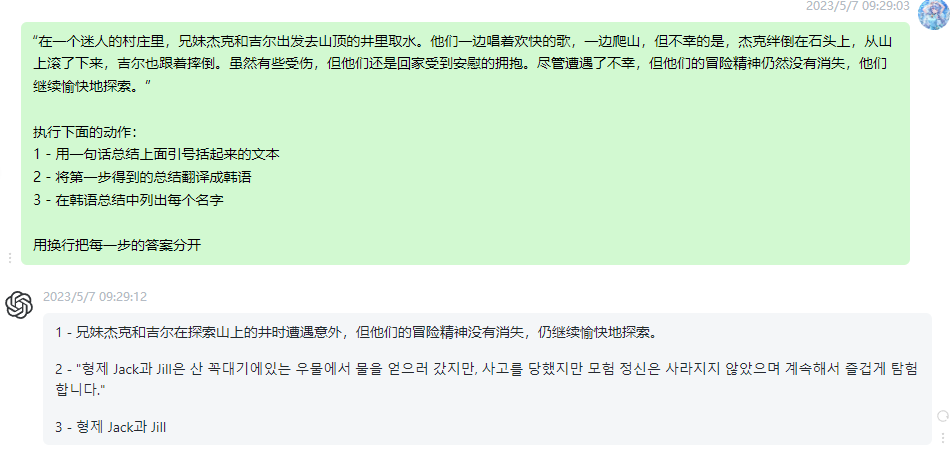 2023/5/7 09:29:03
“在一个迷人的村庄里，兄妹杰克和吉尔出发去山顶的井里取水。他们一边唱着欢快的歌，一边爬山，但不幸的是，杰克绊倒在石头上，从山
上滚了下来，吉尔也跟着摔倒。虽然有些受伤，但他们还是回家受到安慰的拥抱。尽管遭遇了不幸，但他们的冒险精神仍然没有消失，他们
继续愉快地探索。”
执行下面的动作：
1 - 用一句话总结上面引号括起来的文本
2 - 将第一步得到的总结翻译成韩语
3 - 在韩语总结中列出每个名字
用换行把每一步的答案分开
2023/5/7 09:29:12
1 - 兄妹杰克和吉尔在探索山上的井时遭遇意外，但他们的冒险精神没有消失，仍继续愉快地探索。
2 - "형제 Jack과 Jill은 산 꼭대기에있는 우물에서 물을 얻으러 갔지만, 사고를 당했지만 모험 정신은 사라지지 않았으며 계속해서 즐겁게 탐험
합니다."
3 - 형제 Jack과 Jill